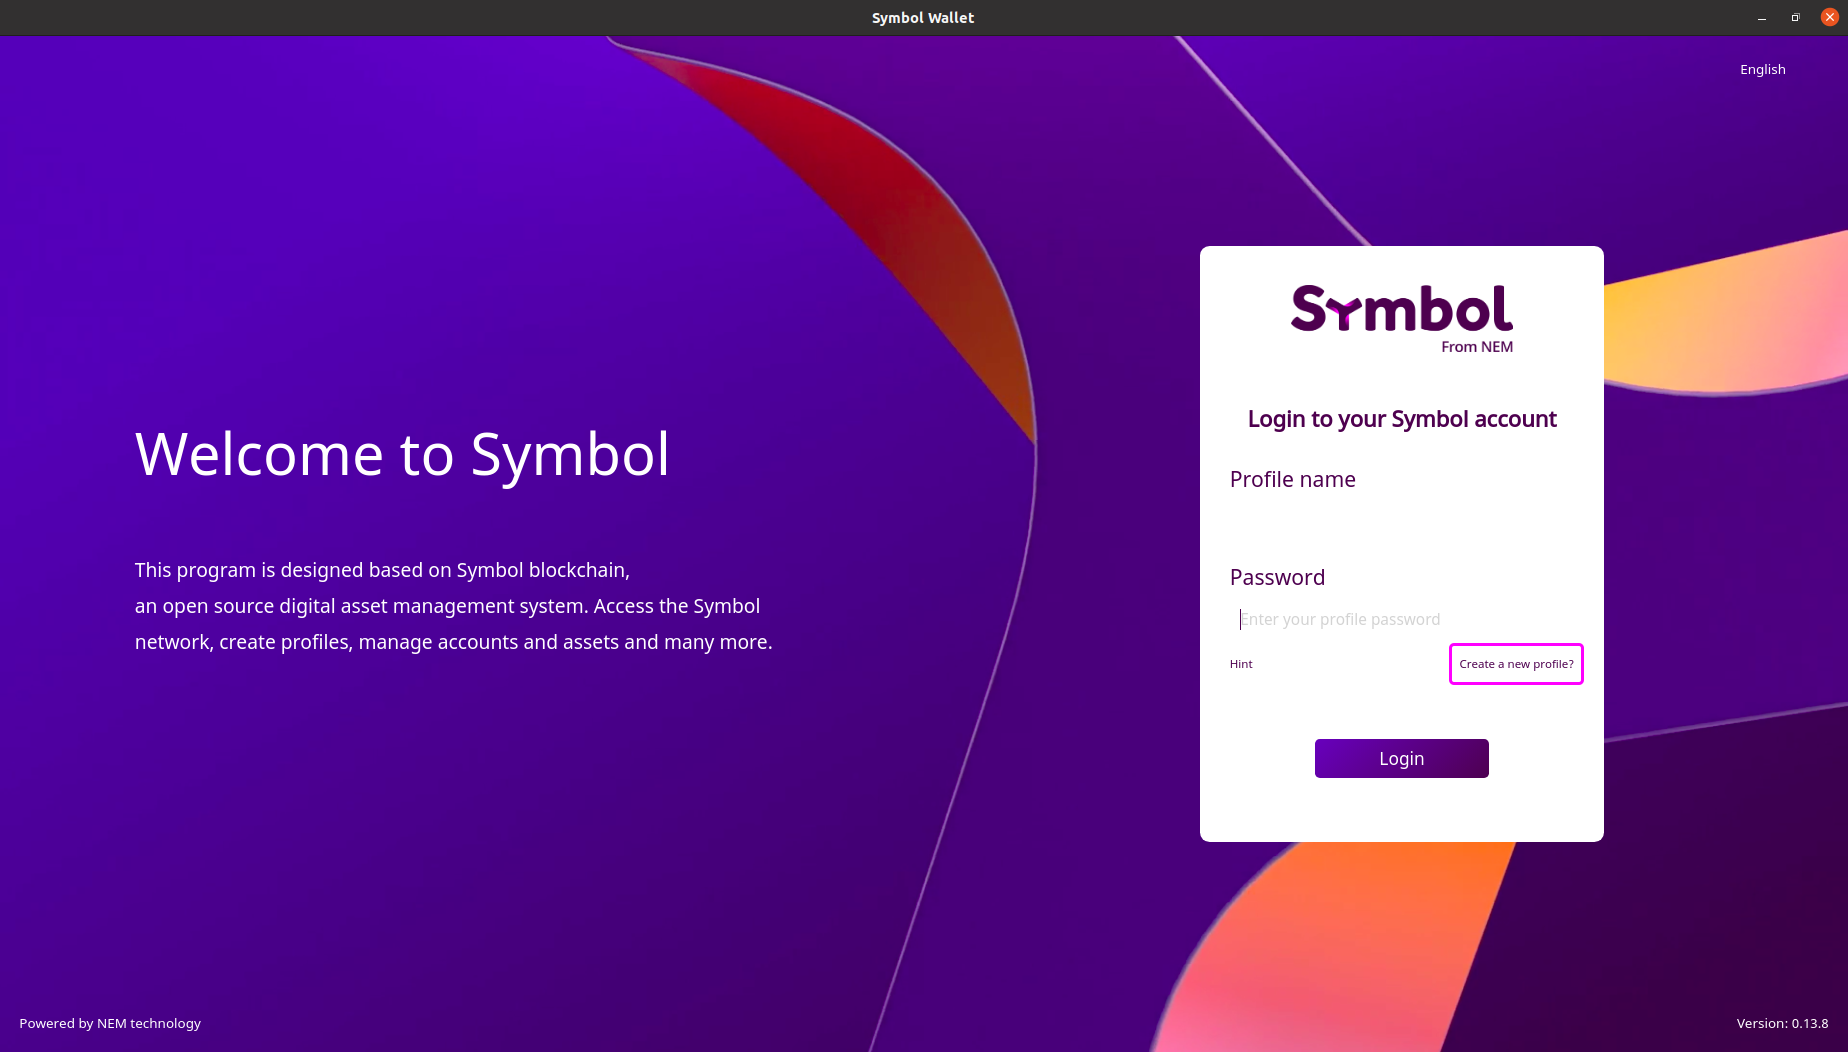 Symbol Wallet
English
Welcome to Symbol
This program is designed based on Symbol blockchain,
an open source digital asset management system. Access the Symbol
network, create profiles, manage accounts and assets and many more.
Symbol
From NEM
Login to your Symbol account
Profile name
Password
Enter your profile password
Hint
Create a new profile?
Login
Powered by NEM technology
Version: 0.13.8